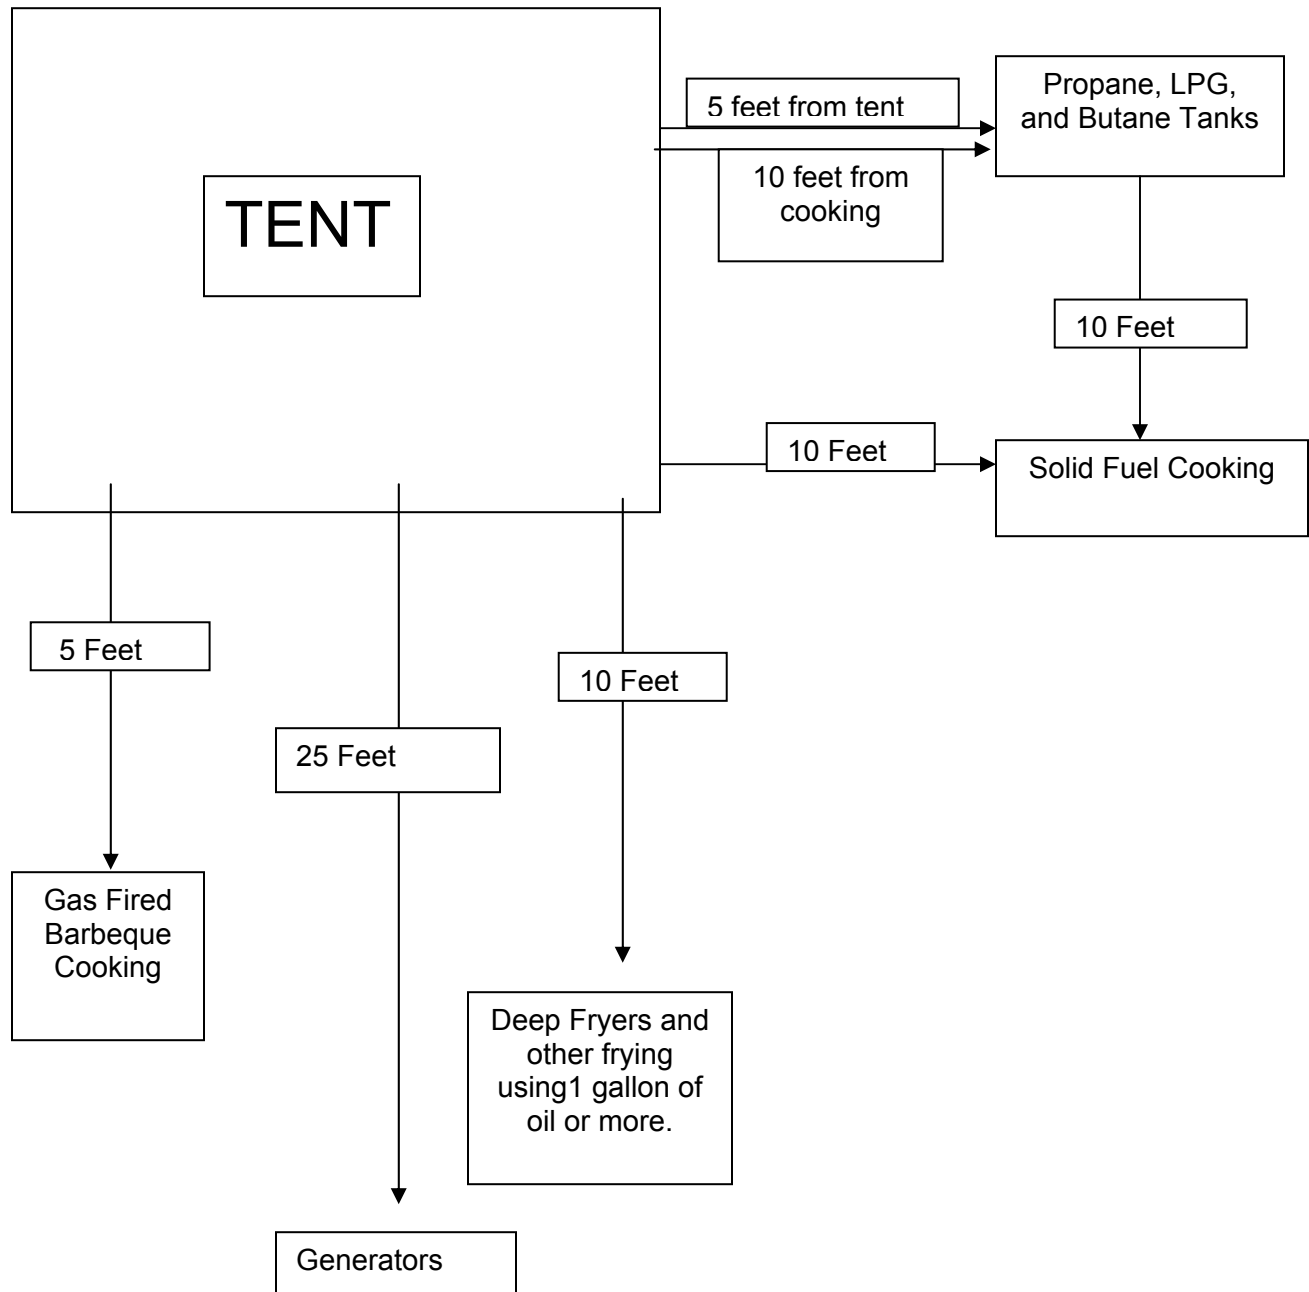 TENT
5 feet from tent
10 feet from
cooking
Propane, LPG,
and Butane Tanks
10 Feet
10 Feet
Solid Fuel Cooking
5 Feet
10 Feet
25 Feet
Gas Fired
Barbeque
Cooking
Deep Fryers and
other frying
using1 gallon of
oil or more.
Generators